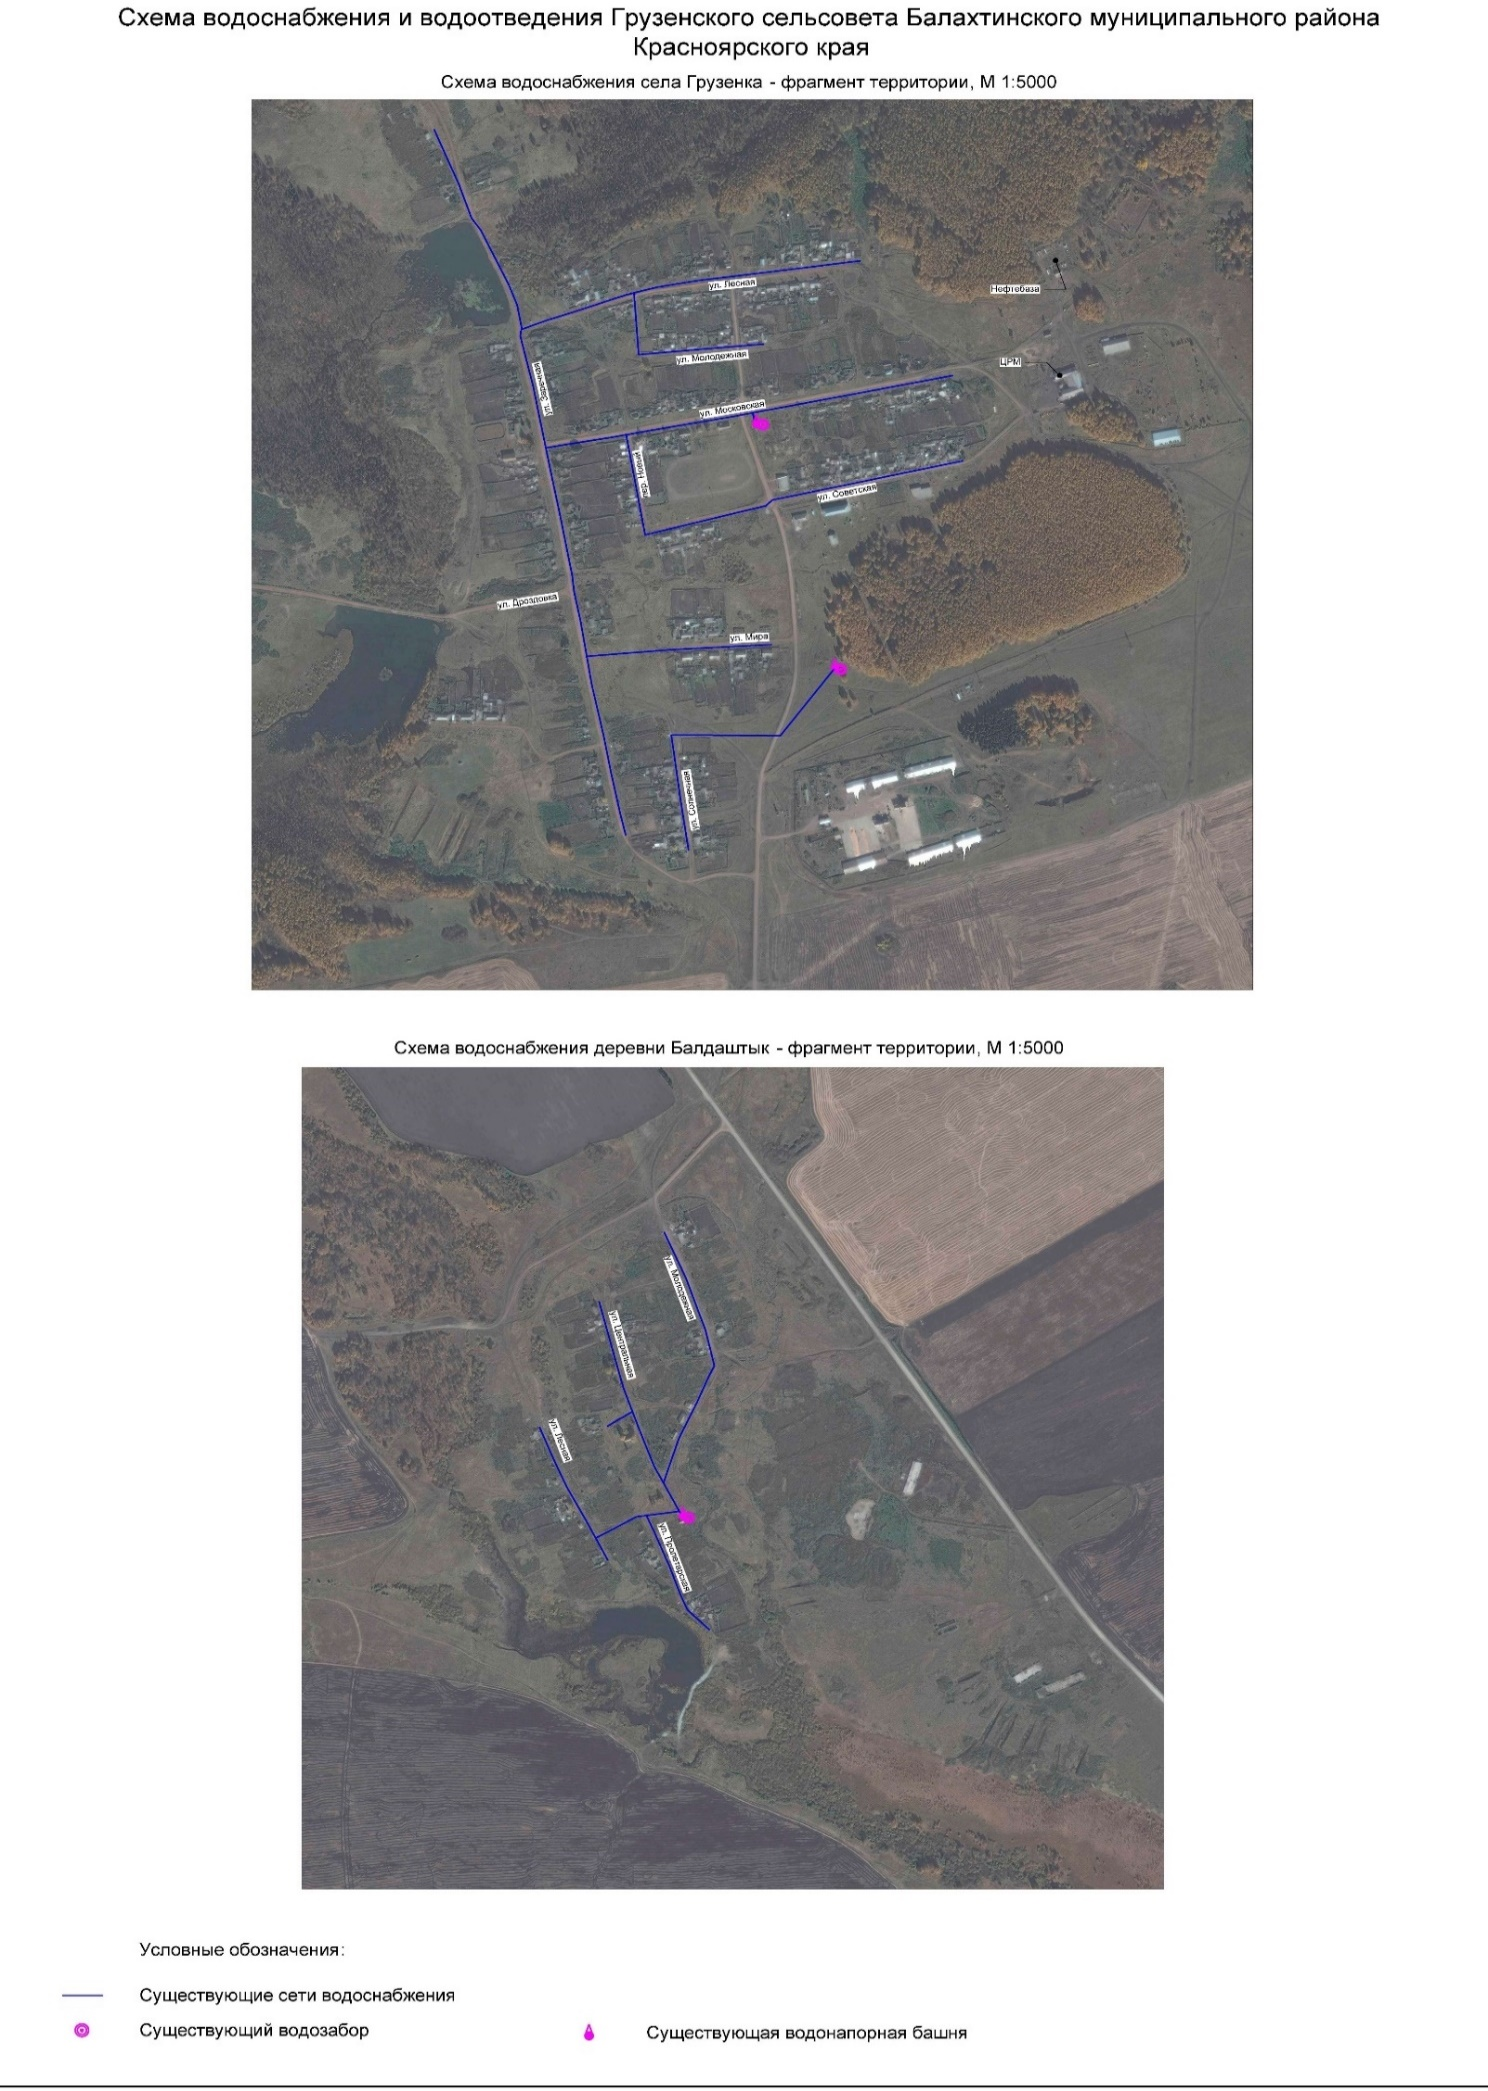 Схема водоснабжения и водоотведения Грузенского сельсовета Балахтинского муниципального района
Красноярского края
Схема водоснабжения села Грузенка - фрагмент территории, М 1:5000
ул. Лесная
Нефтебаза
ул. Молодежная
ЦРМ
ул. Заречная
ул. Московская
пер. Новый
ул. Советская
ул. Дроздовка
ул. Мира
ул. Солнечная
Схема водоснабжения деревни Балдаштык - фрагмент территории, М 1:5000
ул. Молодежная
ул. Центральная
ул. Лесная
ул. Пролетарская
Условные обозначения:
Существующие сети водоснабжения
Существующий водозабор
Существующая водонапорная башня